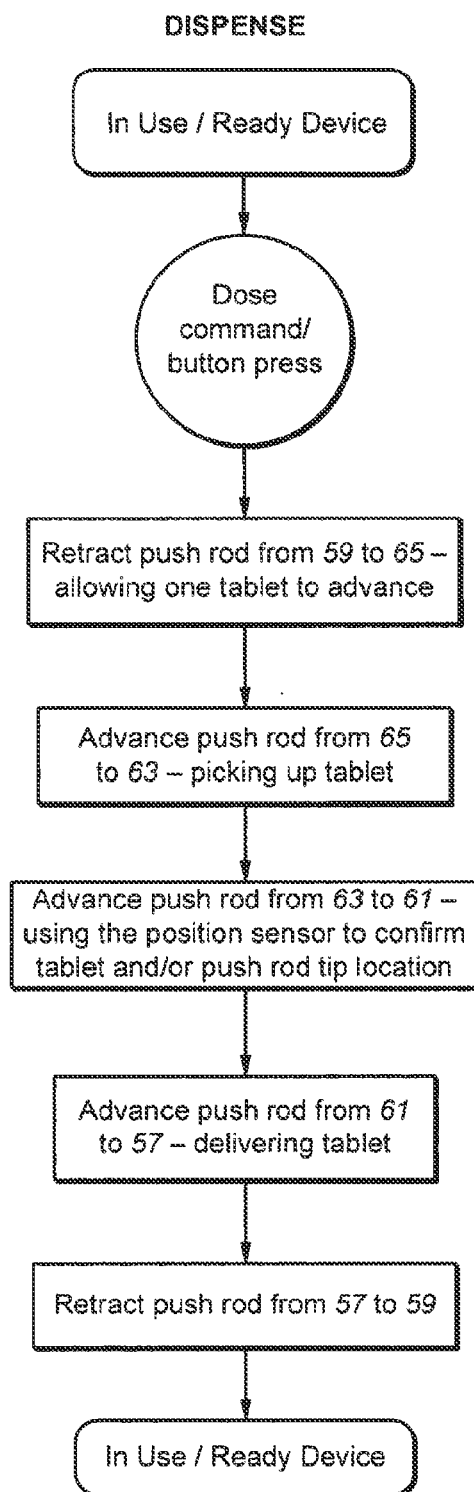 DISPENSE
In Use / Ready Device
Dose
command/
button press
Retract push rod from 59 to 65 –
allowing one tablet to advance
Advance push rod from 65
to 63 – picking up tablet
Advance push rod from 63 to 61 –
using the position sensor to confirm
tablet and/or push rod tip location
Advance push rod from 61
to 57 – delivering tablet
Retract push rod from 57 to 59
In Use / Ready Device